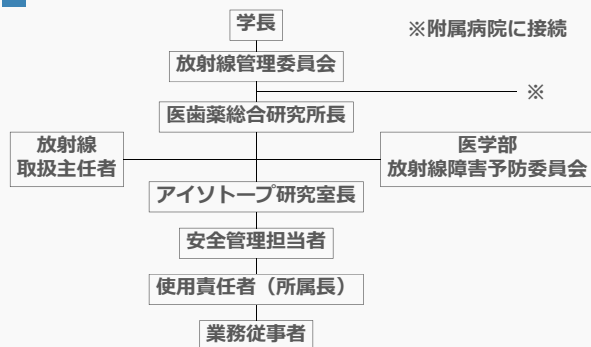 学長
※附属病院に接続
放射線管理委員会
※
医歯薬総合研究所長
放射線
取扱主任者
医学部
放射線障害予防委員会
アイソトープ研究室長
安全管理担当者
使用責任者（所属長）
業務従事者